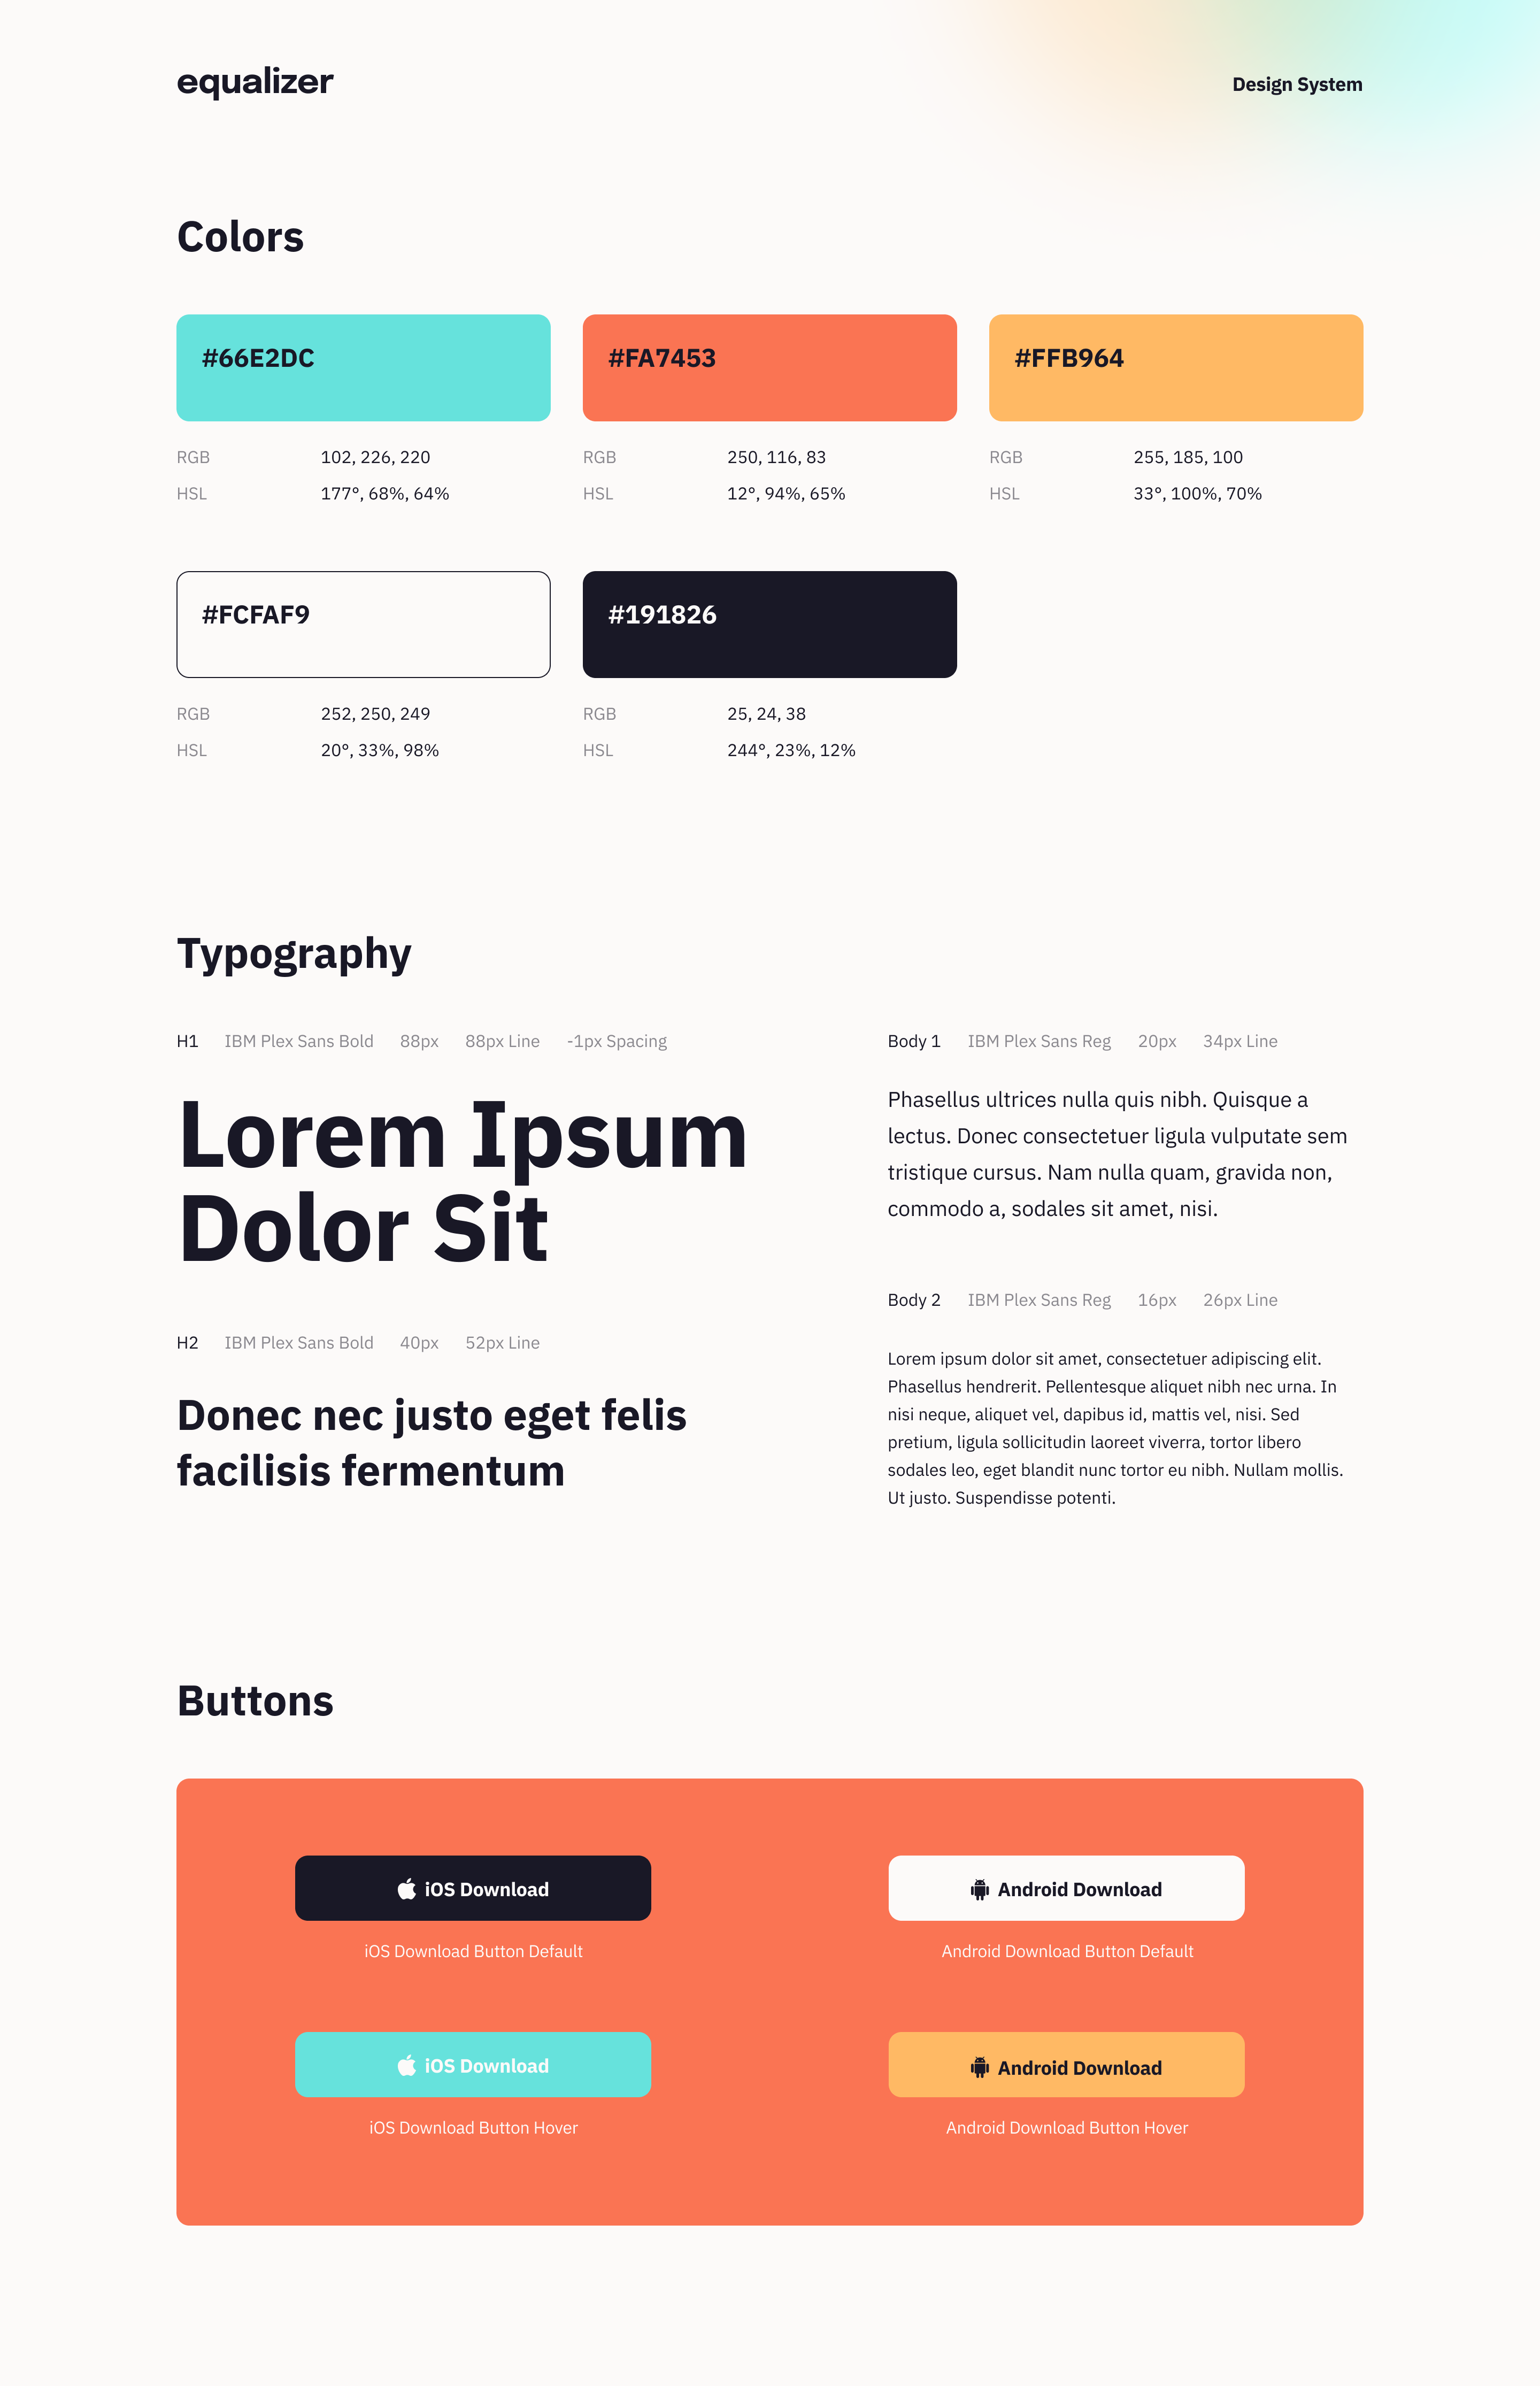 equalizer
Design System
Colors
#66E2DC
#FA7453
#FFB964
RGB 102, 226, 220
HSL 177°, 68%, 64%
RGB 250, 116, 83
HSL 12°, 94%, 65%
RGB 255, 185, 100
HSL 33°, 100%, 70%
#FCFAF9
#191826
RGB 252, 250, 249
HSL 20°, 33%, 98%
RGB 25, 24, 38
HSL 244°, 23%, 12%
Typography
H1 IBM Plex Sans Bold 88px 88px Line -1px Spacing
Lorem Ipsum
Dolor Sit
H2 IBM Plex Sans Bold 40px 52px Line
Donec nec justo eget felis
facilisis fermentum
Body 1 IBM Plex Sans Reg 20px 34px Line
Phasellus ultrices nulla quis nibh. Quisque a
lectus. Donec consectetuer ligula vulputate sem
tristique cursus. Nam nulla quam, gravida non,
commodo a, sodales sit amet, nisi.
Body 2 IBM Plex Sans Reg 16px 26px Line
Lorem ipsum dolor sit amet, consectetuer adipiscing elit.
Phasellus hendrerit. Pellentesque aliquet nibh nec urna. In
nisi neque, aliquet vel, dapibus id, mattis vel, nisi. Sed
pretium, ligula sollicitudin laoreet viverra, tortor libero
sodales leo, eget blandit nunc tortor eu nibh. Nullam mollis.
Ut justo. Suspendisse potenti.
Buttons
iOS Download
iOS Download Button Default
Android Download
Android Download Button Default
iOS Download
iOS Download Button Hover
Android Download
Android Download Button Hover